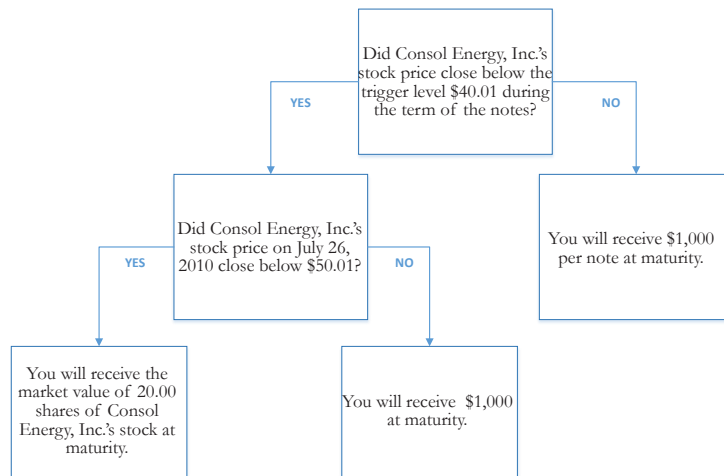 Did Consol Energy, Inc.'s
stock price close below the
trigger level $40.01 during
the term of the notes?
YES
NO
Did Consol Energy, Inc.'s
stock price on July 26,
2010 close below $50.01?
You will receive $1,000
per note at maturity.
YES
NO
You will receive the
market value of 20.00
shares of Consol
Energy, Inc.'s stock at
maturity.
You will receive $1,000
at maturity.